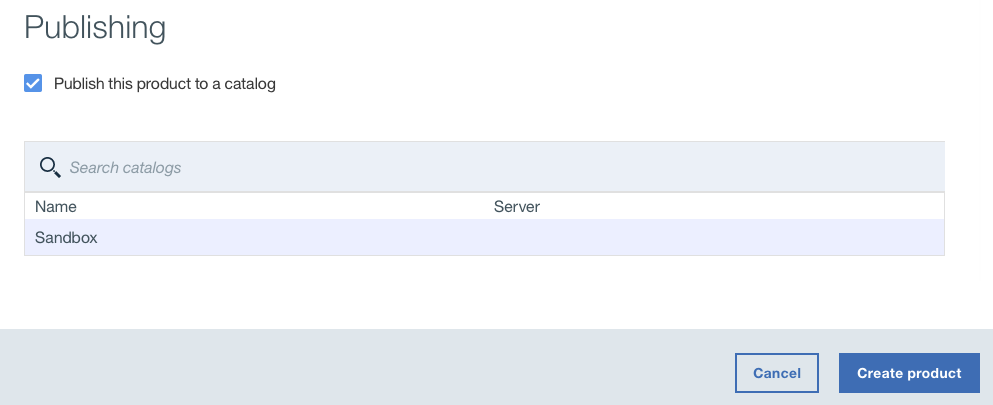 Publishing
Publish this product to a catalog
Search catalogs
Name Server
Sandbox
Cancel Create product